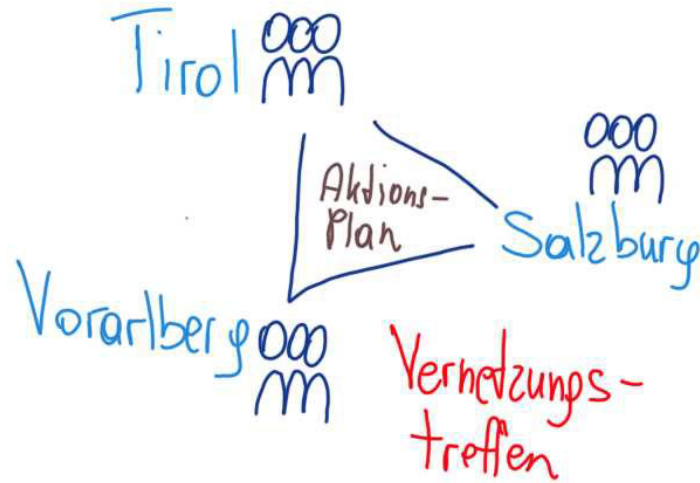 Tirol
Aktions-
Plan
Salzburg
Vorarlberg
Vernetzungs-
treffen